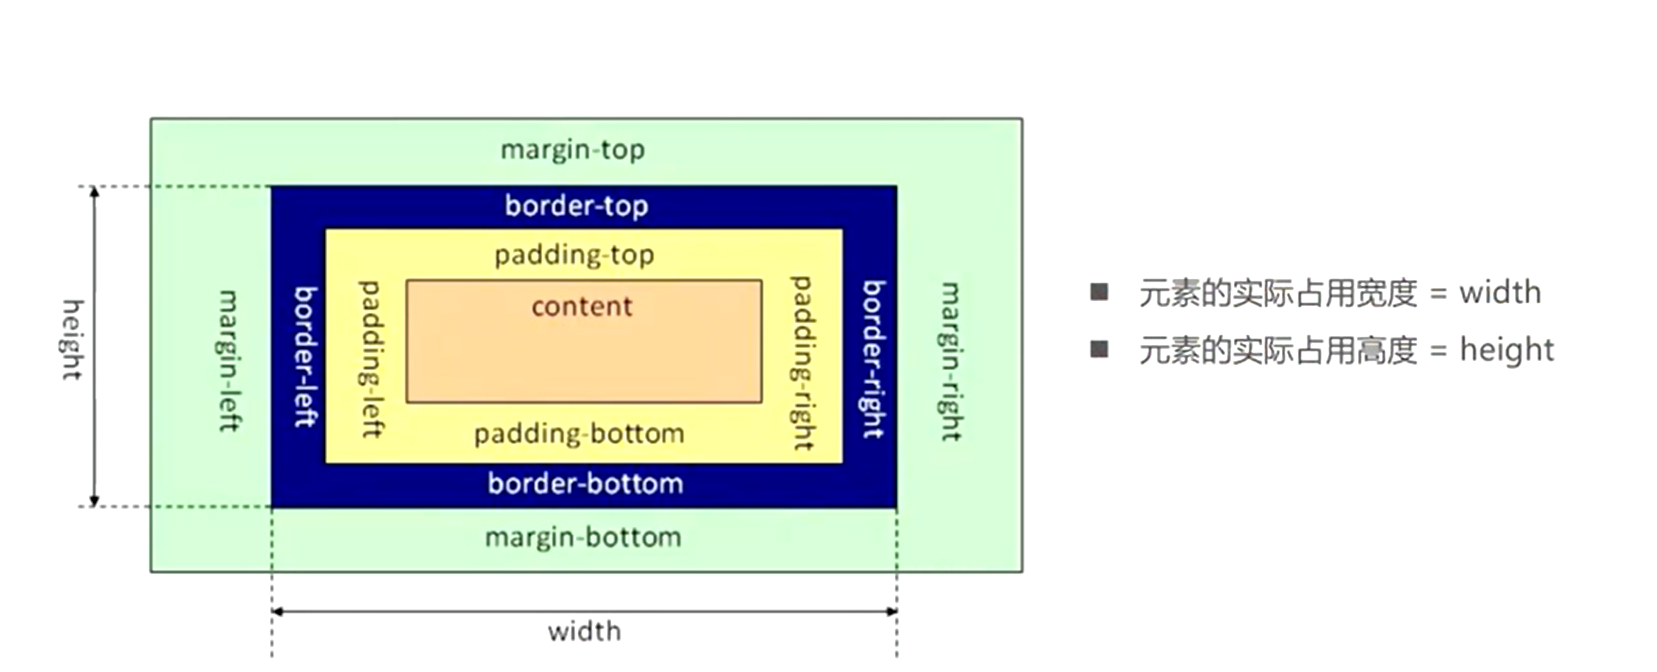 margin-top
border-top
padding-top
content
height
margin-left
border-left
padding-left
padding-right
border-right
margin-right
padding-bottom
border-bottom
margin-bottom
width
■ 元素的实际占用宽度 = width
■ 元素的实际占用高度 = height